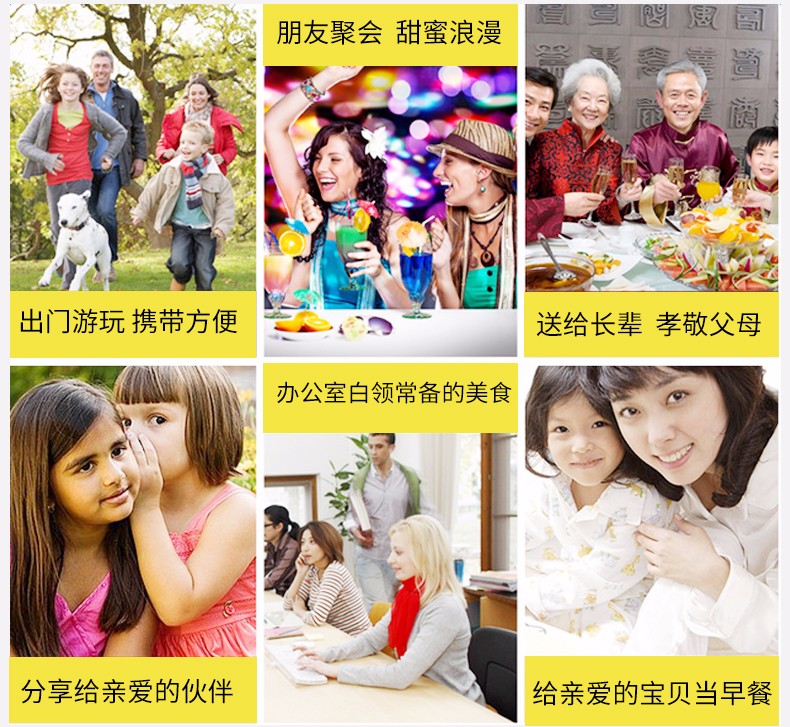 朋友聚会 甜蜜浪漫
出门游玩 携带方便
送给长辈 孝敬父母
办公室白领常备的美食
分享给亲爱的伙伴
给亲爱的宝贝当早餐